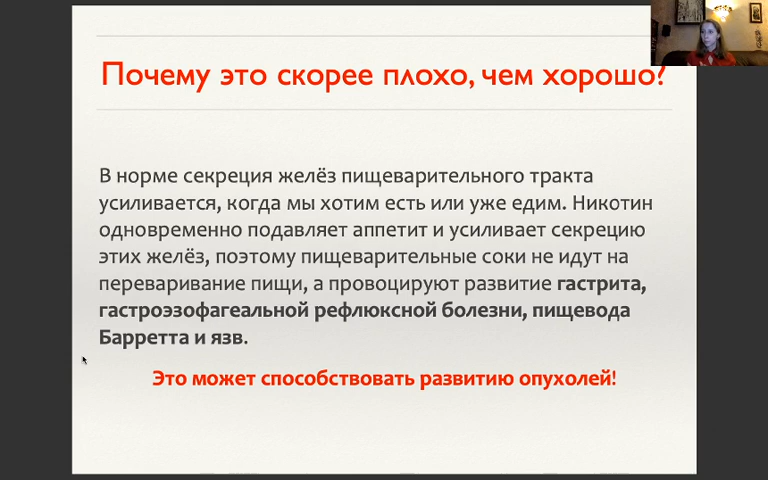 Почему это скорее плохо, чем хорошо?
В норме секреция желёз пищеварительного тракта
усиливается, когда мы хотим есть или уже едим. Никотин
одновременно подавляет аппетит и усиливает секрецию
этих желёз, поэтому пищеварительные соки не идут на
переваривание пищи, а провоцируют развитие гастрита,
гастроэзофагеальной рефлюксной болезни, пищевода
Барретта и язв.
Это может способствовать развитию опухолей!